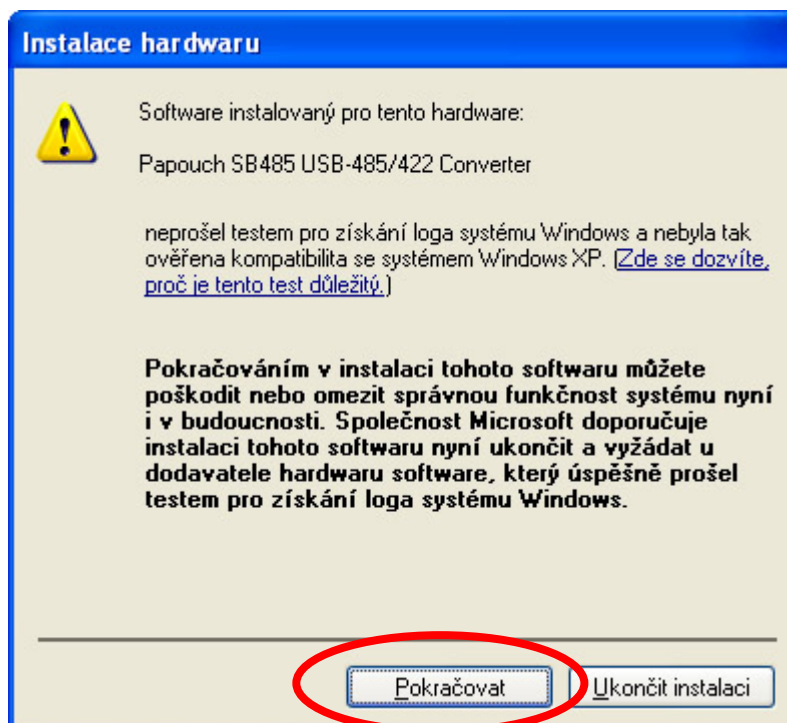 Instalace hardwaru
Software instalovaný pro tento hardware:
Papouch SB485 USB-485/422 Converter
neprošel testem pro získání loga systému Windows a nebyla tak
ověřena kompatibilita se systémem Windows XP. (Zde se dozvíte,
proč je tento test důležitý.)
Pokračováním v instalaci tohoto softwaru můžete
poškodit nebo omezit správnou funkčnost systému nyní
i v budoucnosti. Společnost Microsoft doporučuje
instalaci tohoto softwaru nyní ukončit a vyžádat u
dodavatele hardwaru software, který úspěšně prošel
testem pro získání loga systému Windows.
Pokračovat Ukončit instalaci